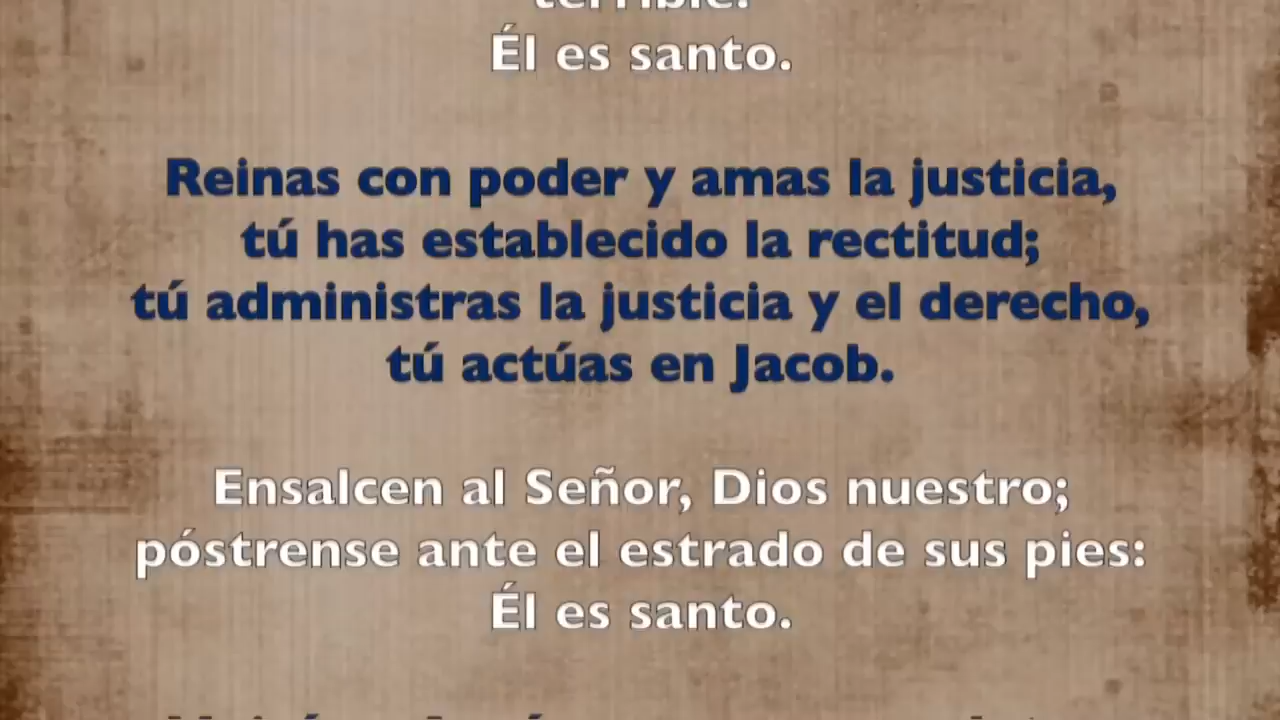 terrible:
Él es santo.
Reinas con poder y amas la justicia,
tú has establecido la rectitud;
tú administras la justicia y el derecho,
tú actúas en Jacob.
Ensalcen al Señor, Dios nuestro;
póstrense ante el estrado de sus pies:
Él es santo.